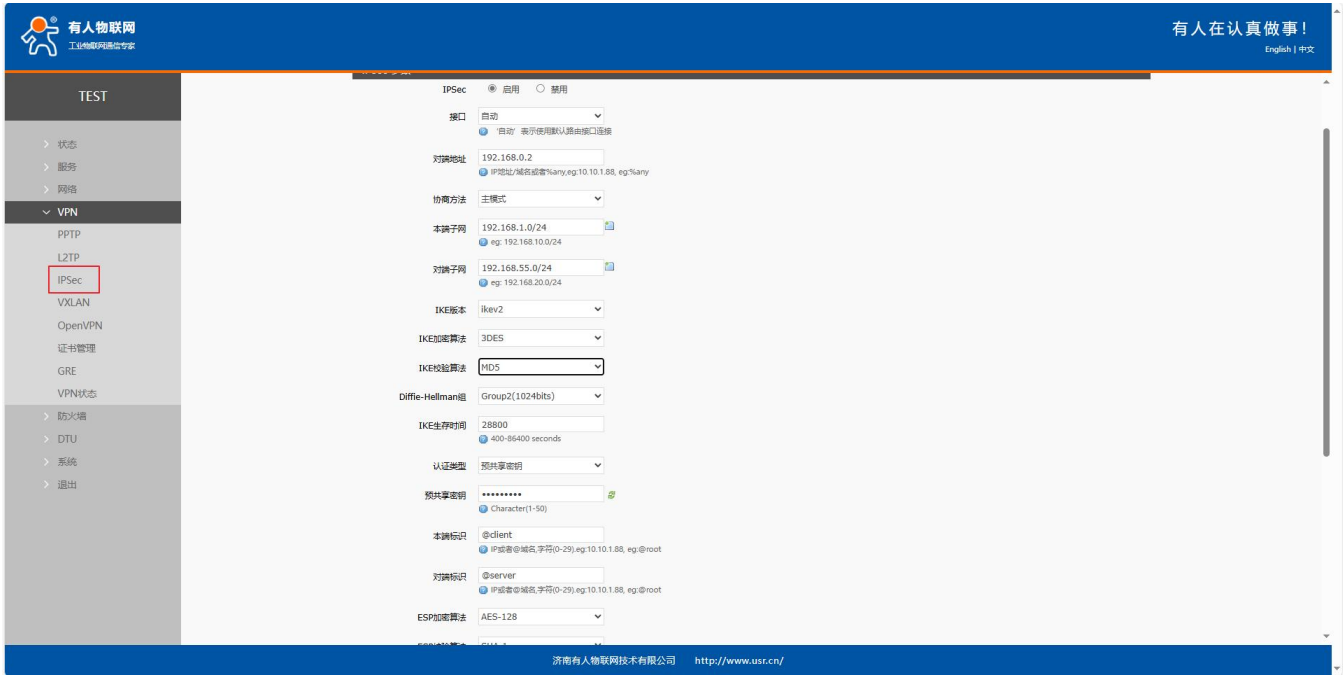 有人物联网
工业物联网通信专家
有人在认真做事!
English | 中文
TEST
状态
服务
网络
VPN
PPTP
L2TP
IPSec
VXLAN
OpenVPN
证书管理
GRE
VPN状态
防火墙
DTU
系统
退出
IPSec 启用 禁用
接口 自动
'自动' 表示使用默认路由接口连接
对端地址 192.168.0.2
IP地址/域名或者%any,eg:10.10.1.88, eg:%any
协商方法 主模式
本端子网 192.168.1.0/24
eg: 192.168.10.0/24
对端子网 192.168.55.0/24
eg: 192.168.20.0/24
IKE版本 ikev2
IKE加密算法 3DES
IKE校验算法 MD5
Diffie-Hellman组 Group2(1024bits)
IKE生存时间 28800
400-86400 seconds
认证类型 预共享密钥
预共享密钥 •••••••••
Character(1-50)
本端标识 @client
IP或者@域名,字符(0-29).eg:10.10.1.88, eg:@root
对端标识 @server
IP或者@域名,字符(0-29).eg:10.10.1.88, eg:@root
ESP加密算法 AES-128
济南有人物联网技术有限公司 http://www.usr.cn/